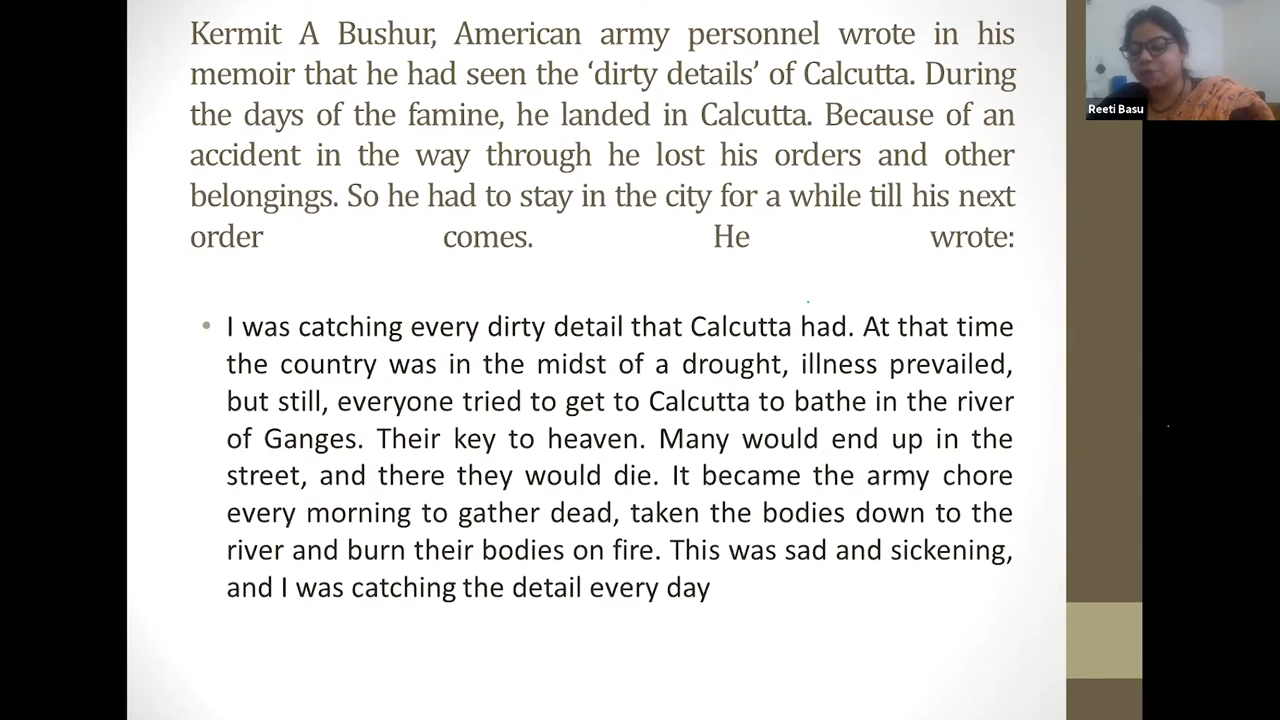 Kermit A Bushur, American army personnel wrote in his
memoir that he had seen the ‘dirty details’ of Calcutta. During
the days of the famine, he landed in Calcutta. Because of an
accident in the way through he lost his orders and other
belongings. So he had to stay in the city for a while till his next
order comes. He wrote:
Reeti Basu
• I was catching every dirty detail that Calcutta had. At that time
the country was in the midst of a drought, illness prevailed,
but still, everyone tried to get to Calcutta to bathe in the river
of Ganges. Their key to heaven. Many would end up in the
street, and there they would die. It became the army chore
every morning to gather dead, taken the bodies down to the
river and burn their bodies on fire. This was sad and sickening,
and I was catching the detail every day